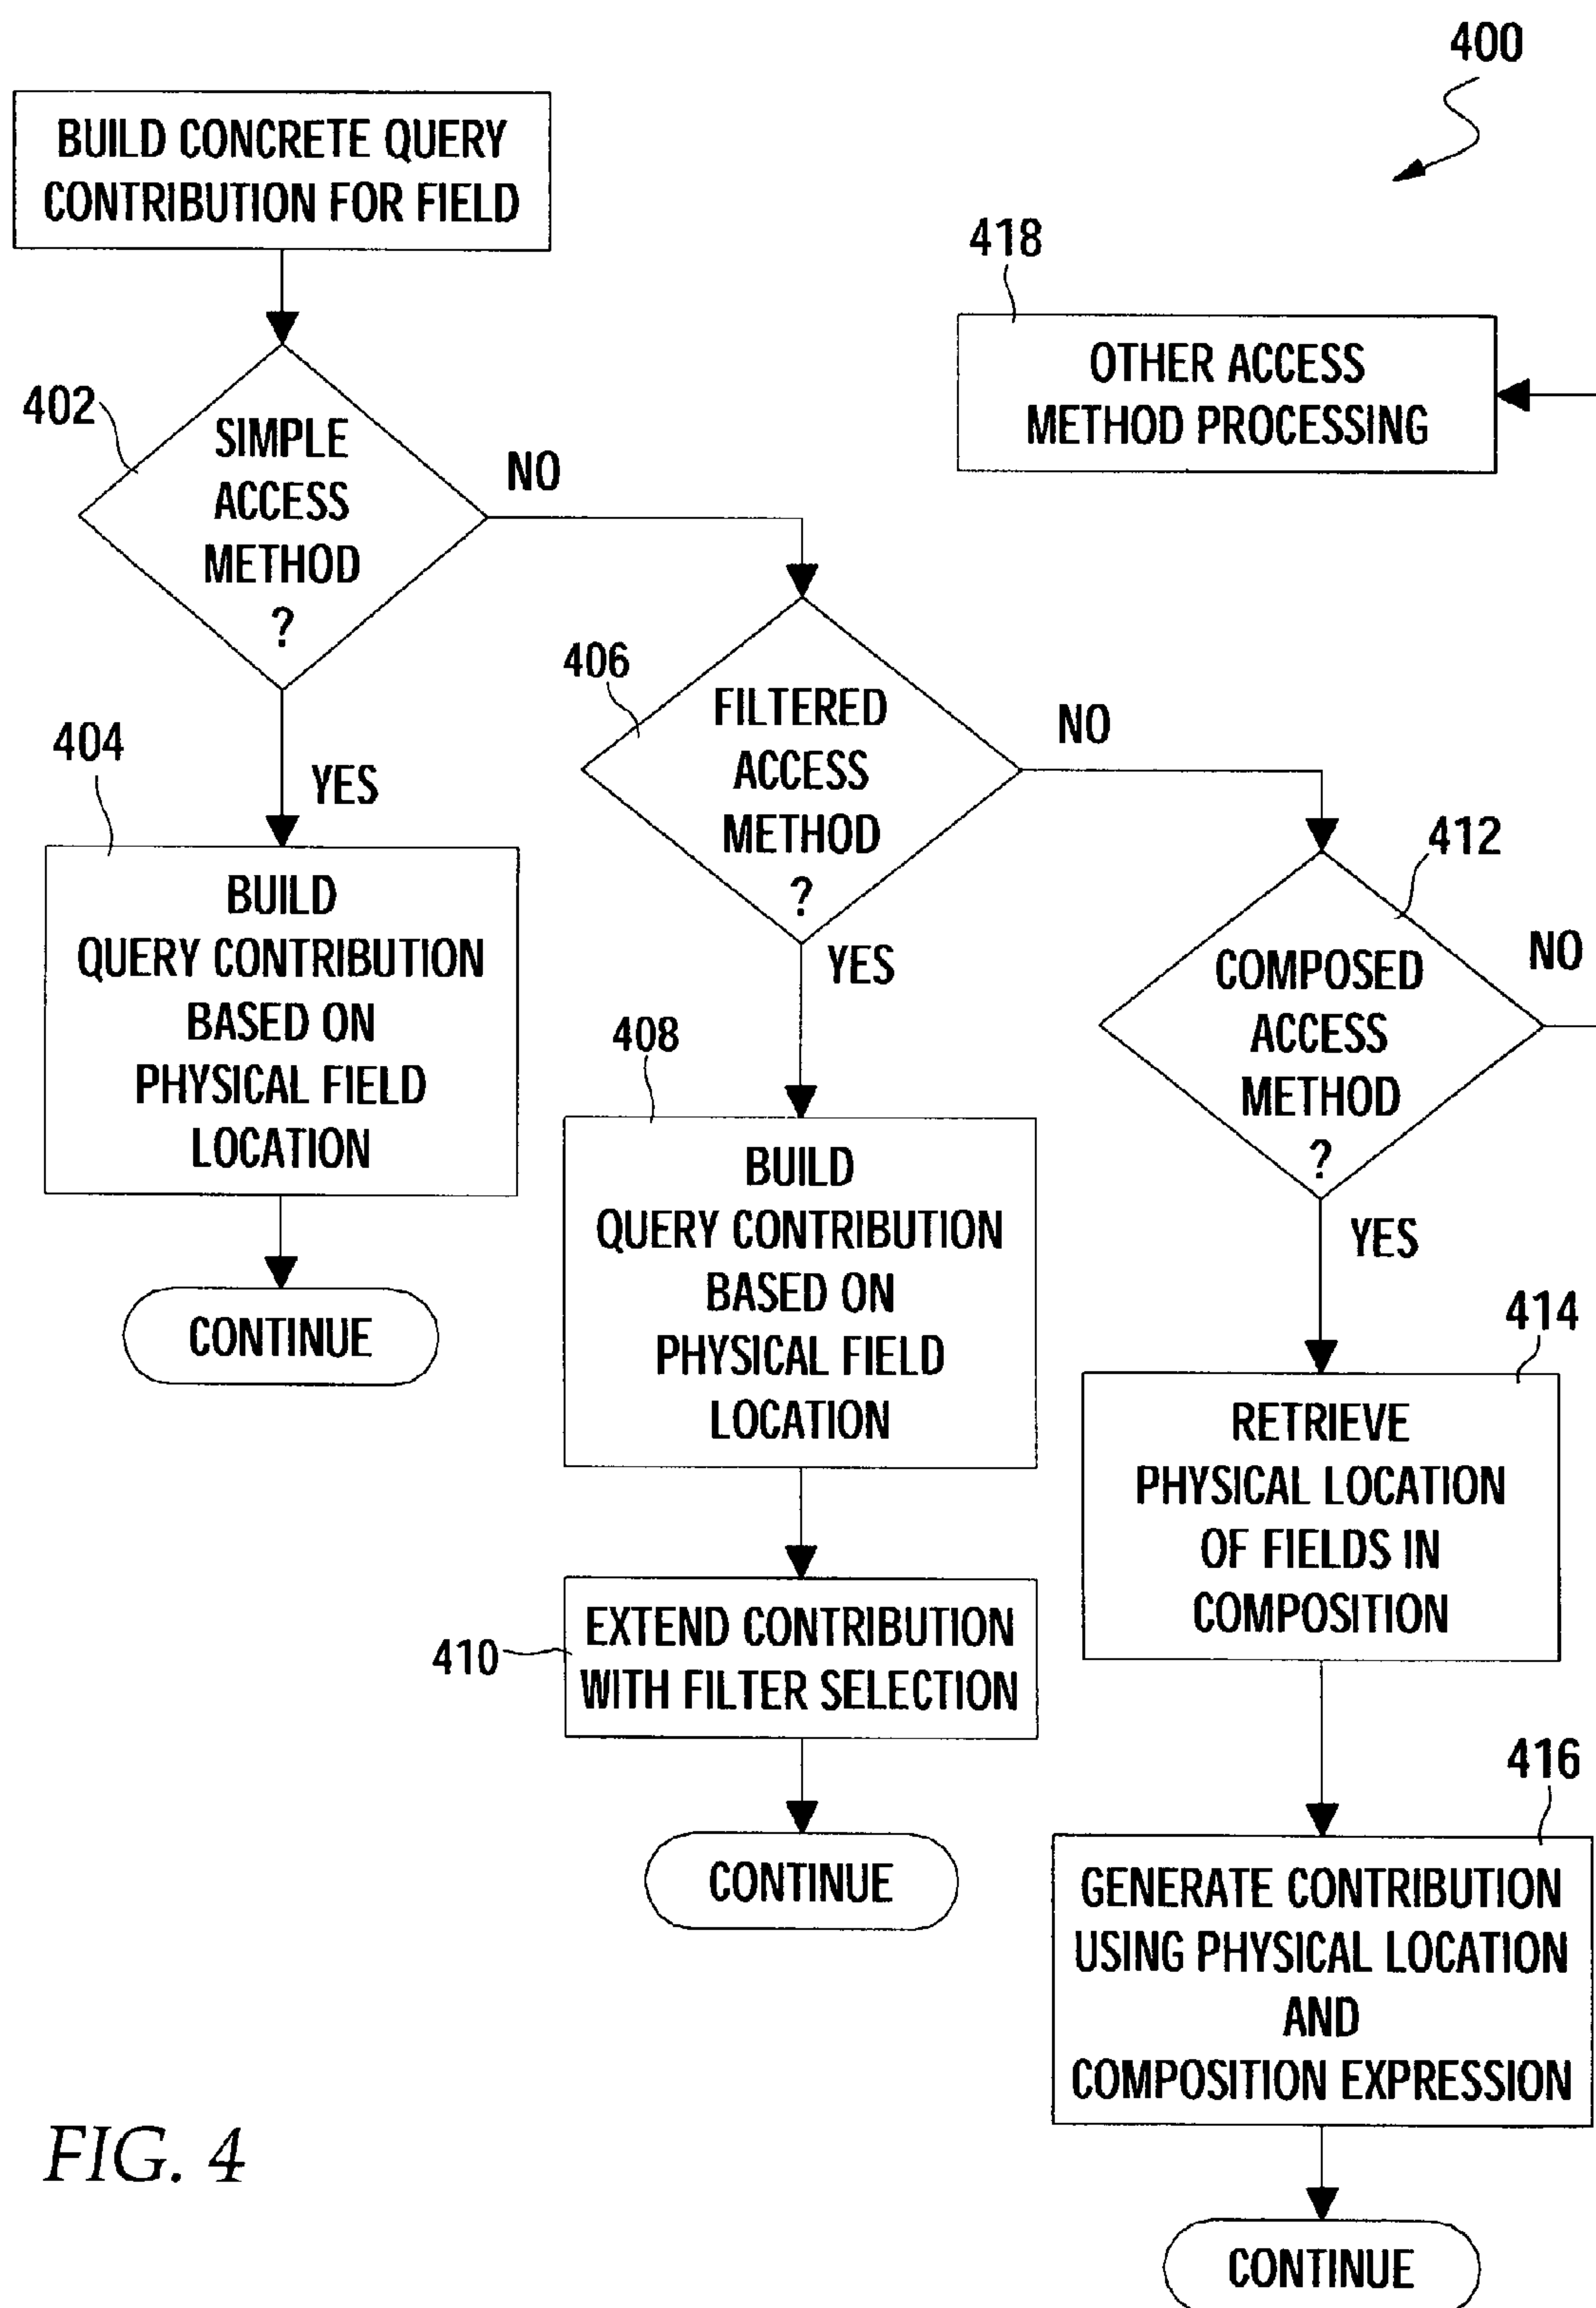 400
BUILD CONCRETE QUERY
CONTRIBUTION FOR FIELD
418
OTHER ACCESS
METHOD PROCESSING
402
SIMPLE
ACCESS
METHOD
?
NO
YES
404
BUILD
QUERY CONTRIBUTION
BASED ON
PHYSICAL FIELD
LOCATION
CONTINUE
406
FILTERED
ACCESS
METHOD
?
NO
YES
408
BUILD
QUERY CONTRIBUTION
BASED ON
PHYSICAL FIELD
LOCATION
410
EXTEND CONTRIBUTION
WITH FILTER SELECTION
CONTINUE
412
COMPOSED
ACCESS
METHOD
?
NO
YES
414
RETRIEVE
PHYSICAL LOCATION
OF FIELDS IN
COMPOSITION
416
GENERATE CONTRIBUTION
USING PHYSICAL LOCATION
AND
COMPOSITION EXPRESSION
CONTINUE
FIG. 4